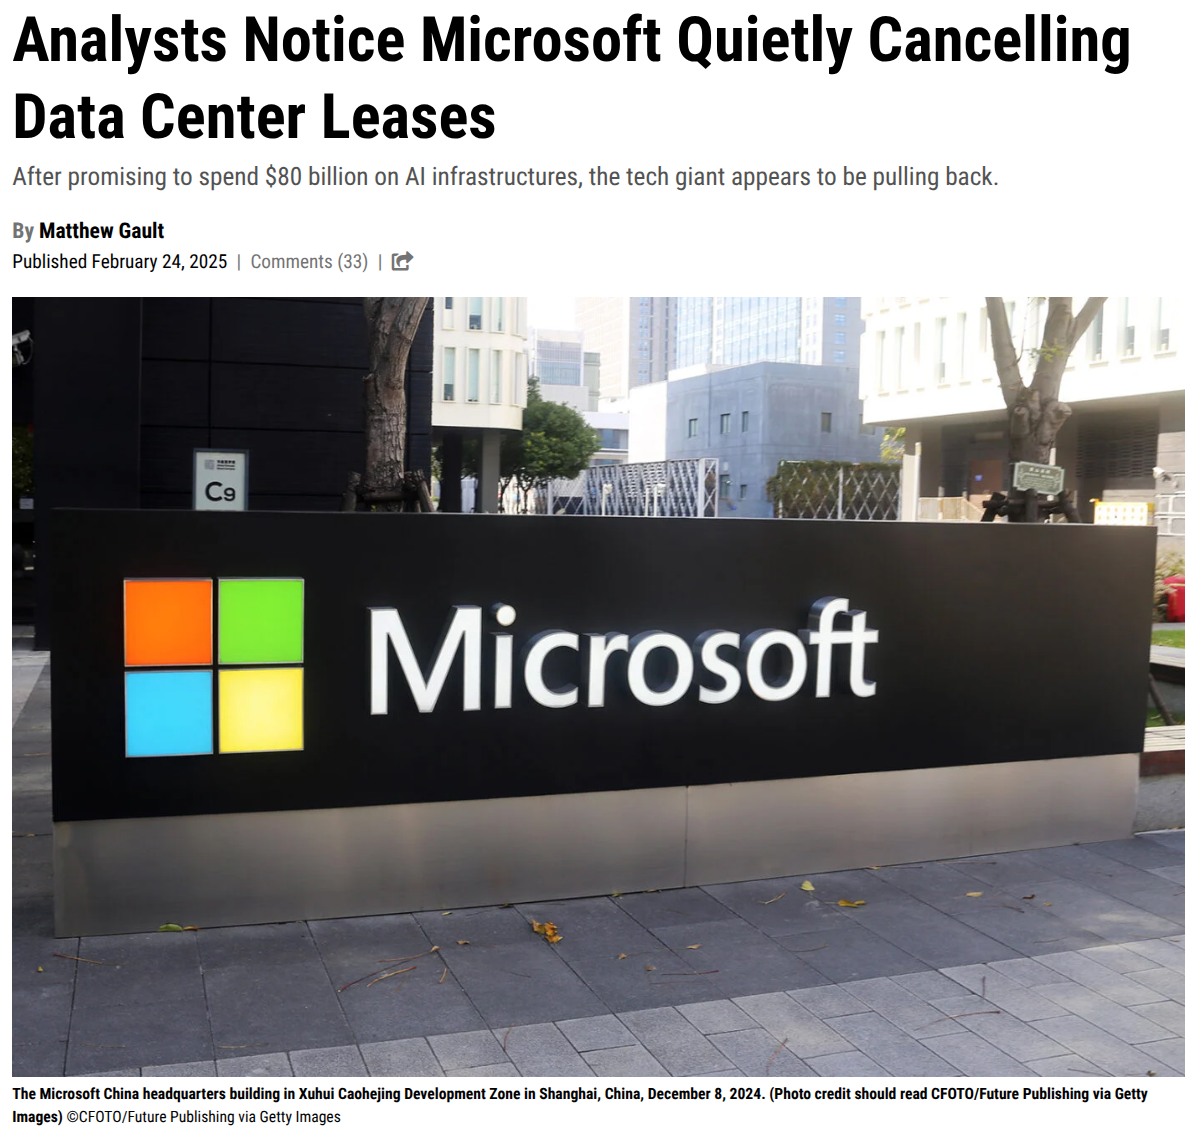 Analysts Notice Microsoft Quietly Cancelling
Data Center Leases
After promising to spend $80 billion on AI infrastructures, the tech giant appears to be pulling back.
By Matthew Gault
Published February 24, 2025 | Comments (33) |
C9
Microsoft
The Microsoft China headquarters building in Xuhui Caohejing Development Zone in Shanghai, China, December 8, 2024. (Photo credit should read CFOTO/Future Publishing via Getty
Images) ©CFOTO/Future Publishing via Getty Images